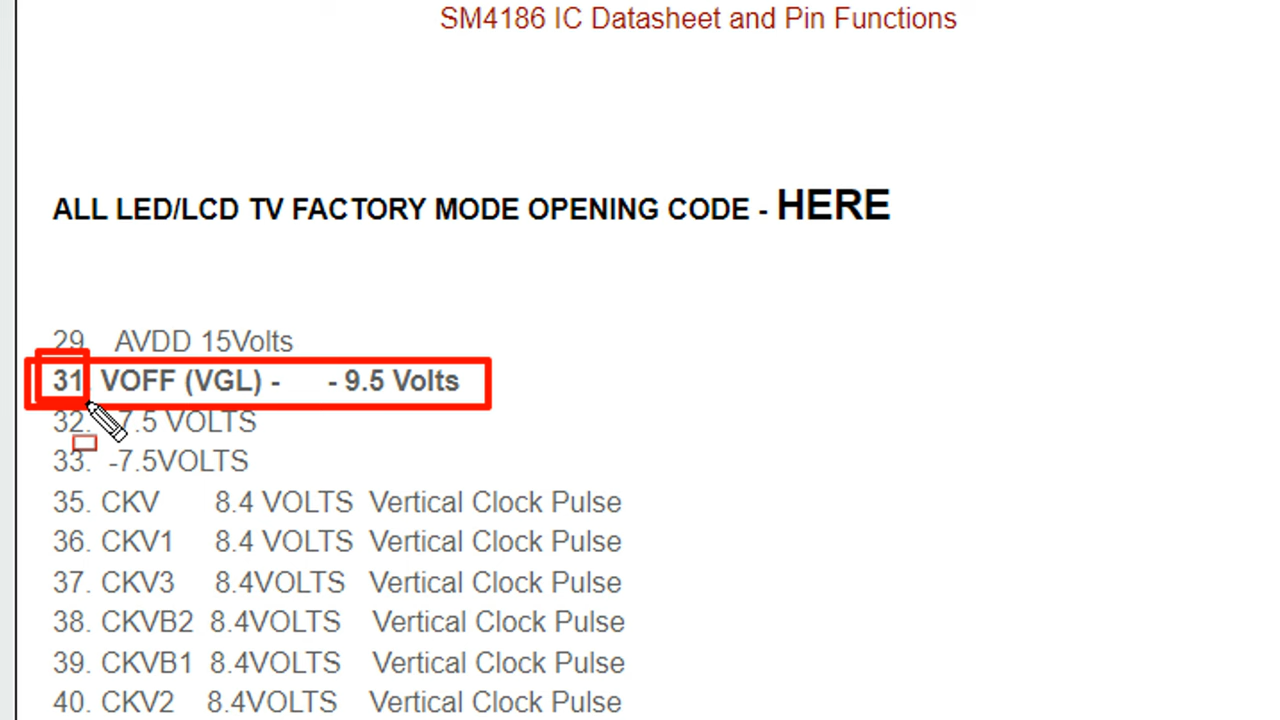 SM4186 IC Datasheet and Pin Functions
ALL LED/LCD TV FACTORY MODE OPENING CODE - HERE
29. AVDD 15Volts
31. VOFF (VGL) - - 9.5 Volts
32. -7.5 VOLTS
33. -7.5VOLTS
35. CKV 8.4 VOLTS Vertical Clock Pulse
36. CKV1 8.4 VOLTS Vertical Clock Pulse
37. CKV3 8.4VOLTS Vertical Clock Pulse
38. CKVB2 8.4VOLTS Vertical Clock Pulse
39. CKVB1 8.4VOLTS Vertical Clock Pulse
40. CKV2 8.4VOLTS Vertical Clock Pulse